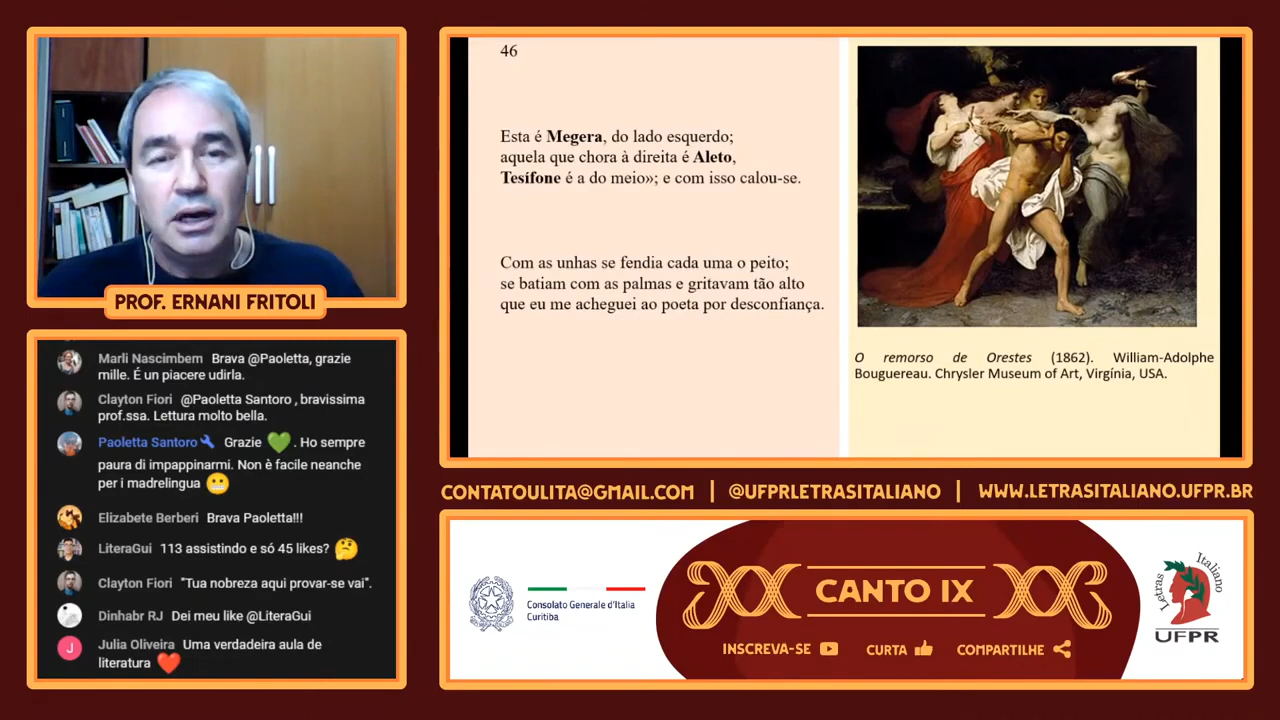 PROF. ERNANI FRITOLI
Marli Nascimbem Brava @Paoletta, grazie
mille. É un piacere udirla.
Clayton Fiori @Paoletta Santoro , bravissima
prof.ssa. Lettura molto bella.
Paoletta Santoro Grazie 💚 . Ho sempre
paura di impappinarmi. Non è facile neanche
per i madrelingua 😬
Elizabete Berberi Brava Paoletta!!!
LiteraGui 113 assistindo e só 45 likes? 🤔
Clayton Fiori "Tua nobreza aqui provar-se vai".
Dinhabr RJ Dei meu like @LiteraGui
J
Julia Oliveira Uma verdadeira aula de
literatura ❤️
46
Esta é Megera, do lado esquerdo;
aquela que chora à direita é Aleto,
Tesífone é a do meio»; e com isso calou-se.
Com as unhas se fendia cada uma o peito;
se batiam com as palmas e gritavam tão alto
que eu me acheguei ao poeta por desconfiança.
O remorso de Orestes (1862). William-Adolphe
Bouguereau. Chrysler Museum of Art, Virgínia, USA.
CONTATOULITA@GMAIL.COM | @UFPRLETRASITALIANO | WWW.LETRASITALIANO.UFPR.BR
Consolato Generale d'Italia
Curitiba
CANTO IX
INSCREVA-SE CURTA COMPARTILHE
Letras Italiano
UFPR